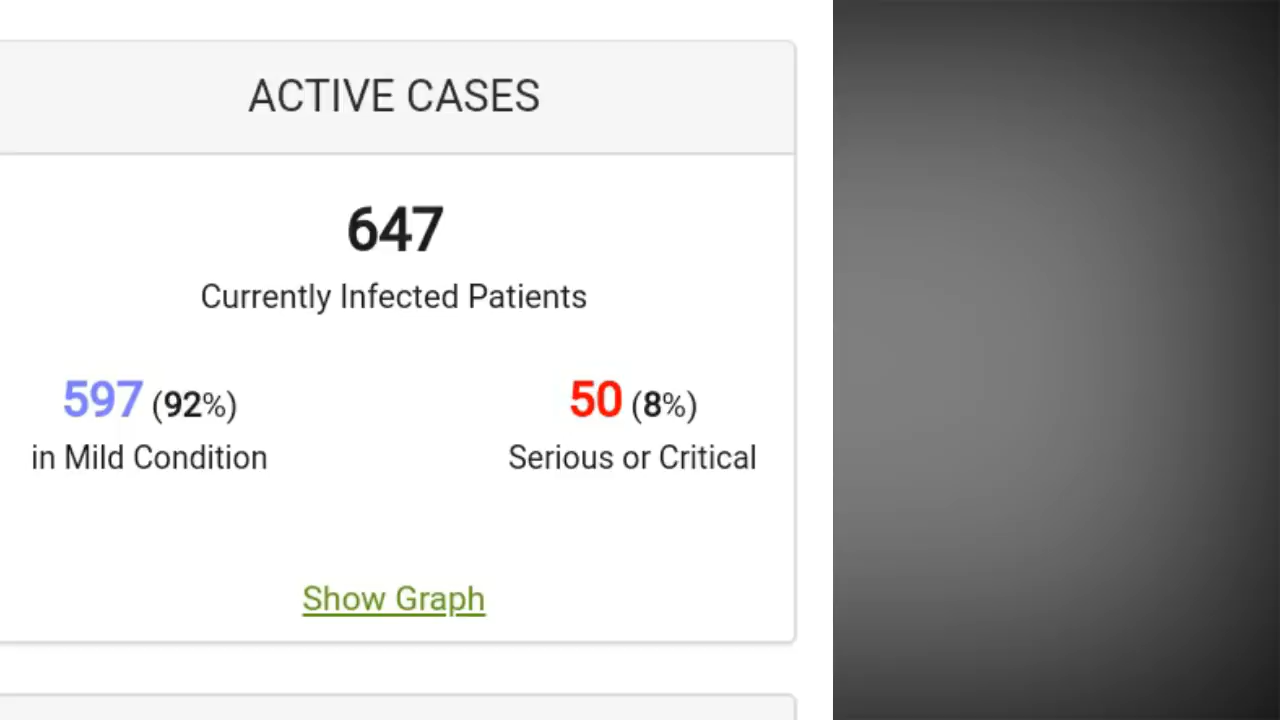 ACTIVE CASES
647
Currently Infected Patients
597 (92%) 50 (8%)
in Mild Condition Serious or Critical
Show Graph